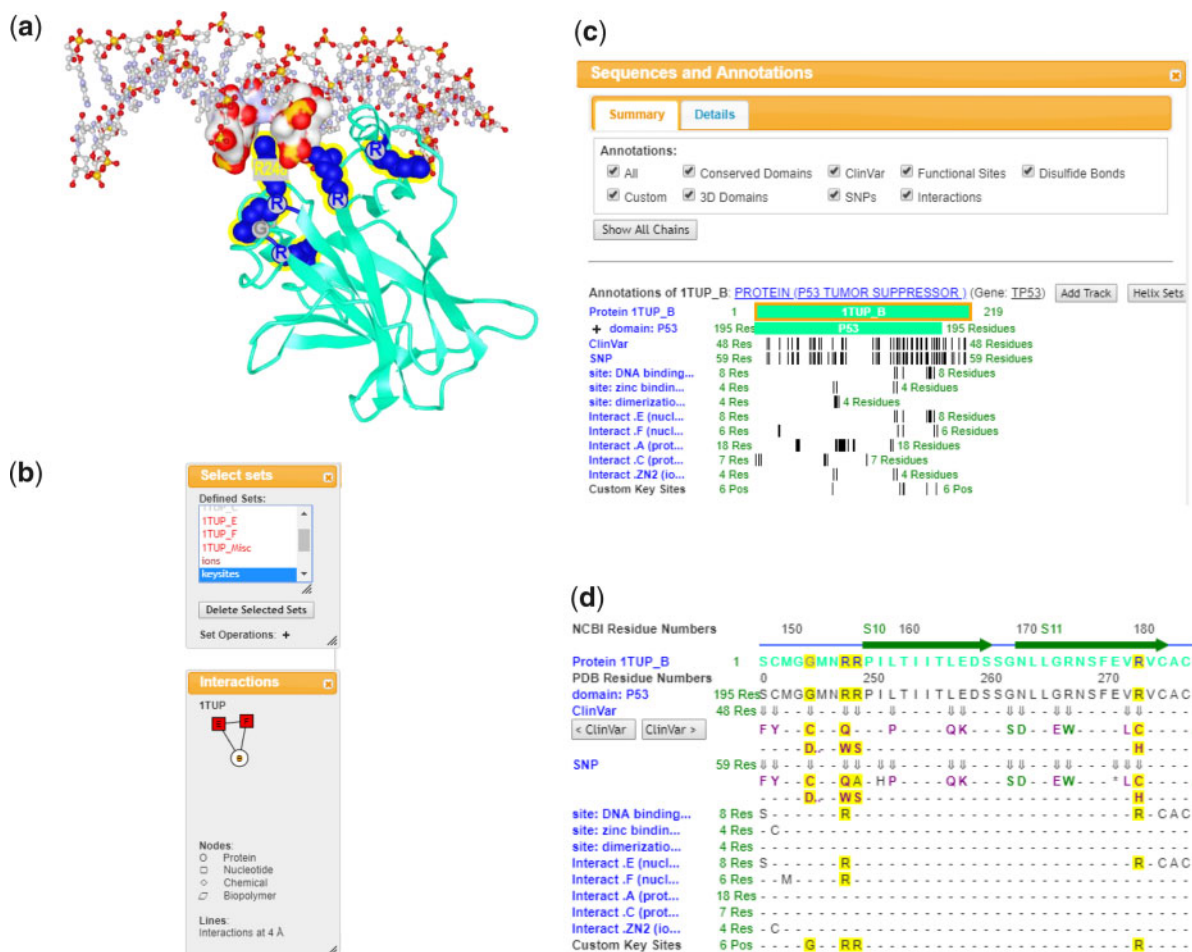 (a)
R248
R
R
R
G
R
(b)
Select sets
Defined Sets:
1TUP_C
1TUP_E
1TUP_F
1TUP_Misc
ions
keysites
Delete Selected Sets
Set Operations: +
Interactions
1TUP
E F
B
Nodes:
Protein
Nucleotide
Chemical
Biopolymer
Lines:
Interactions at 4 Å
(c)
Sequences and Annotations
Summary Details
Annotations:
All Conserved Domains ClinVar Functional Sites Disulfide Bonds
Custom 3D Domains SNPs Interactions
Show All Chains
Annotations of 1TUP_B: PROTEIN (P53 TUMOR SUPPRESSOR ) (Gene: TP53) Add Track Helix Sets
Protein 1TUP_B 1 1TUP_B 219
+ domain: P53 195 Res P53 195 Residues
ClinVar 48 Res 48 Residues
SNP 59 Res 59 Residues
site: DNA binding... 8 Res 8 Residues
site: zinc bindin... 4 Res 4 Residues
site: dimerizatio... 4 Res 4 Residues
Interact .E (nucl... 8 Res 8 Residues
Interact .F (nucl... 6 Res 6 Residues
Interact .A (prot... 18 Res 18 Residues
Interact .C (prot... 7 Res 7 Residues
Interact .ZN2 (io... 4 Res 4 Residues
Custom Key Sites 6 Pos 6 Pos
(d)
NCBI Residue Numbers 150 S10 160 170 S11 180
Protein 1TUP_B 1 SCMGGMNRRPILTIITLEDSSGNLLGRNSFEVRVCAC
PDB Residue Numbers 0 250 260 270
domain: P53 195 Res SCMGGMNRRPILTIITLEDSSGNLLGRNSFEVRVCAC
ClinVar 48 Res
< ClinVar ClinVar > F Y C Q P Q K S D E W L C
D.. W S H
SNP 59 Res
F Y C Q A H P Q K S D E W * L C
D.. W S H
site: DNA binding... 8 Res S - - - - - - R - - - - - - - - - - - - - - - - - - - - - - - - R - C A C
site: zinc bindin... 4 Res - C - - - - - - - - - - - - - - - - - - - - - - - - - - - - - - - - - - -
site: dimerizatio... 4 Res - - - - - - - - - - - - - - - - - - - - - - - - - - - - - - - - - - - - -
Interact .E (nucl... 8 Res S - - - - - - R - - - - - - - - - - - - - - - - - - - - - - - - R - C A C
Interact .F (nucl... 6 Res - - M - - - - R - - - - - - - - - - - - - - - - - - - - - - - - - - - - -
Interact .A (prot... 18 Res - - - - - - - - - - - - - - - - - - - - - - - - - - - - - - - - - - - - -
Interact .C (prot... 7 Res - - - - - - - - - - - - - - - - - - - - - - - - - - - - - - - - - - - - -
Interact .ZN2 (io... 4 Res - C - - - - - - - - - - - - - - - - - - - - - - - - - - - - - - - - - - -
Custom Key Sites 6 Pos - - - - G - - R R - - - - - - - - - - - - - - - - - - - - - - - R - - - -